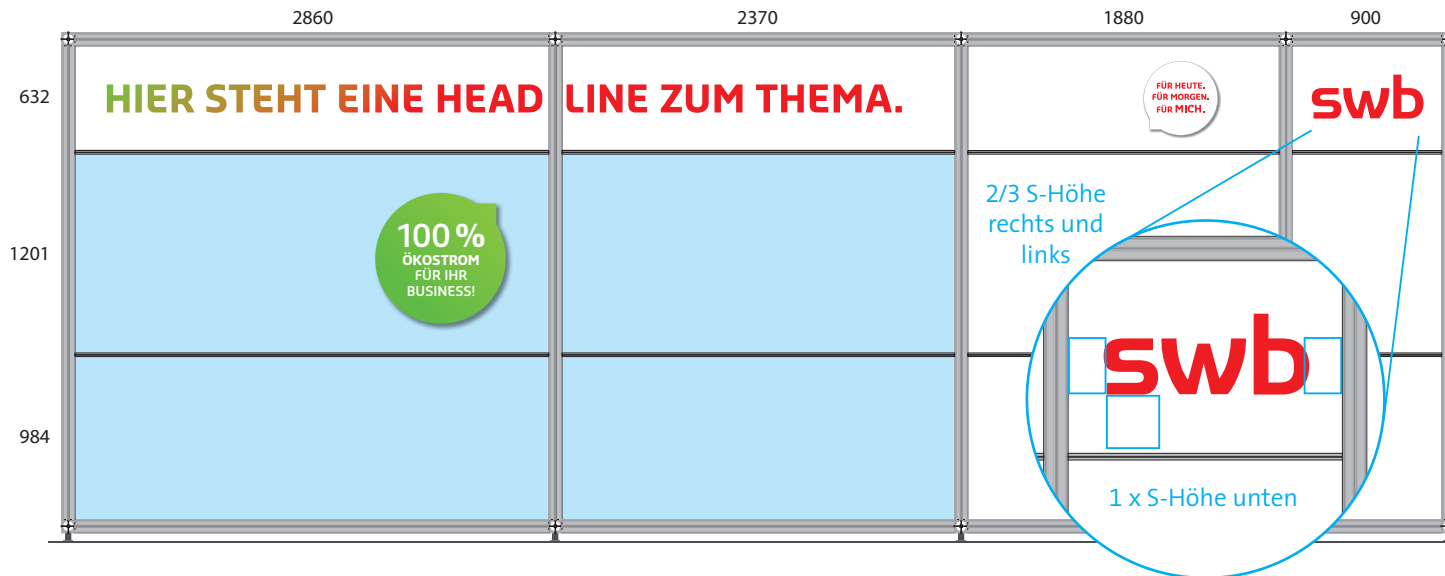 2860 2370 1880 900
632
HIER STEHT EINE HEAD LINE ZUM THEMA.
FÜR HEUTE.
FÜR MORGEN.
FÜR MICH.
swb
1201
100 %
ÖKOSTROM
FÜR IHR
BUSINESS!
2/3 S-Höhe
rechts und
links
swb
984
1 x S-Höhe unten